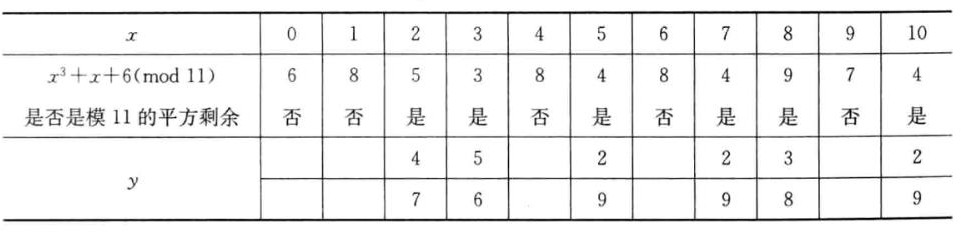 x 0 1 2 3 4 5 6 7 8 9 10
x³+x+6(mod 11) 6 8 5 3 8 4 8 4 9 7 4
是否是模 11 的平方剩余 否 否 是 是 否 是 否 是 是 否 是
4 5 2 2 3 2
y
7 6 9 9 8 9